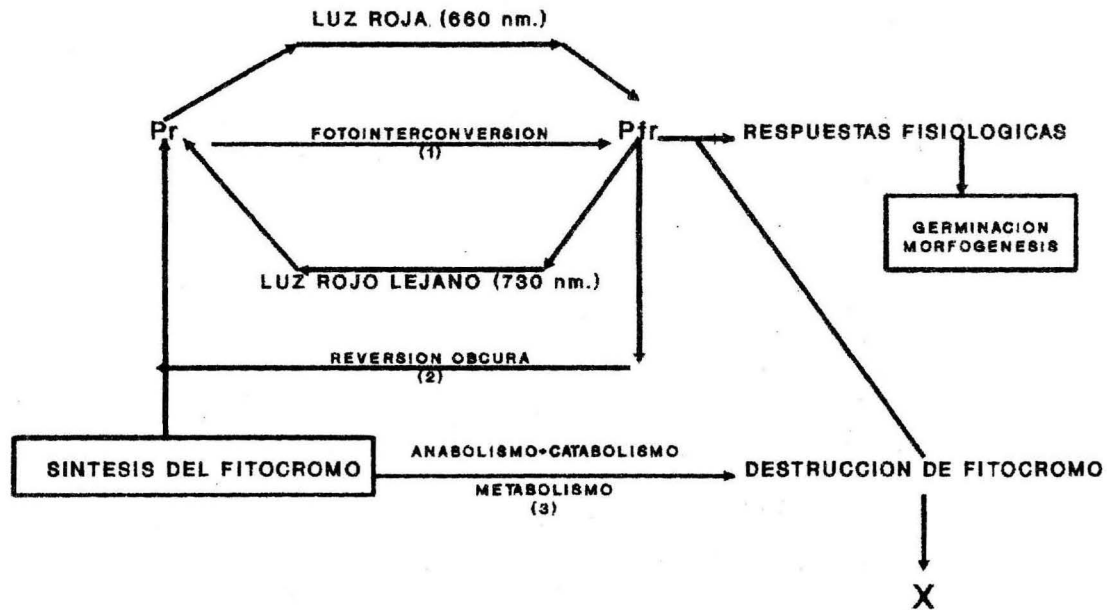 LUZ ROJA (660 nm.)
Pr
FOTOINTERCONVERSION
(1)
Pfr
RESPUESTAS FISIOLOGICAS
GERMINACION
MORFOGENESIS
LUZ ROJO LEJANO (730 nm.)
REVERSION OBSCURA
(2)
SINTESIS DEL FITOCROMO
ANABOLISMO+CATABOLISMO
METABOLISMO
(3)
DESTRUCCION DE FITOCROMO
X